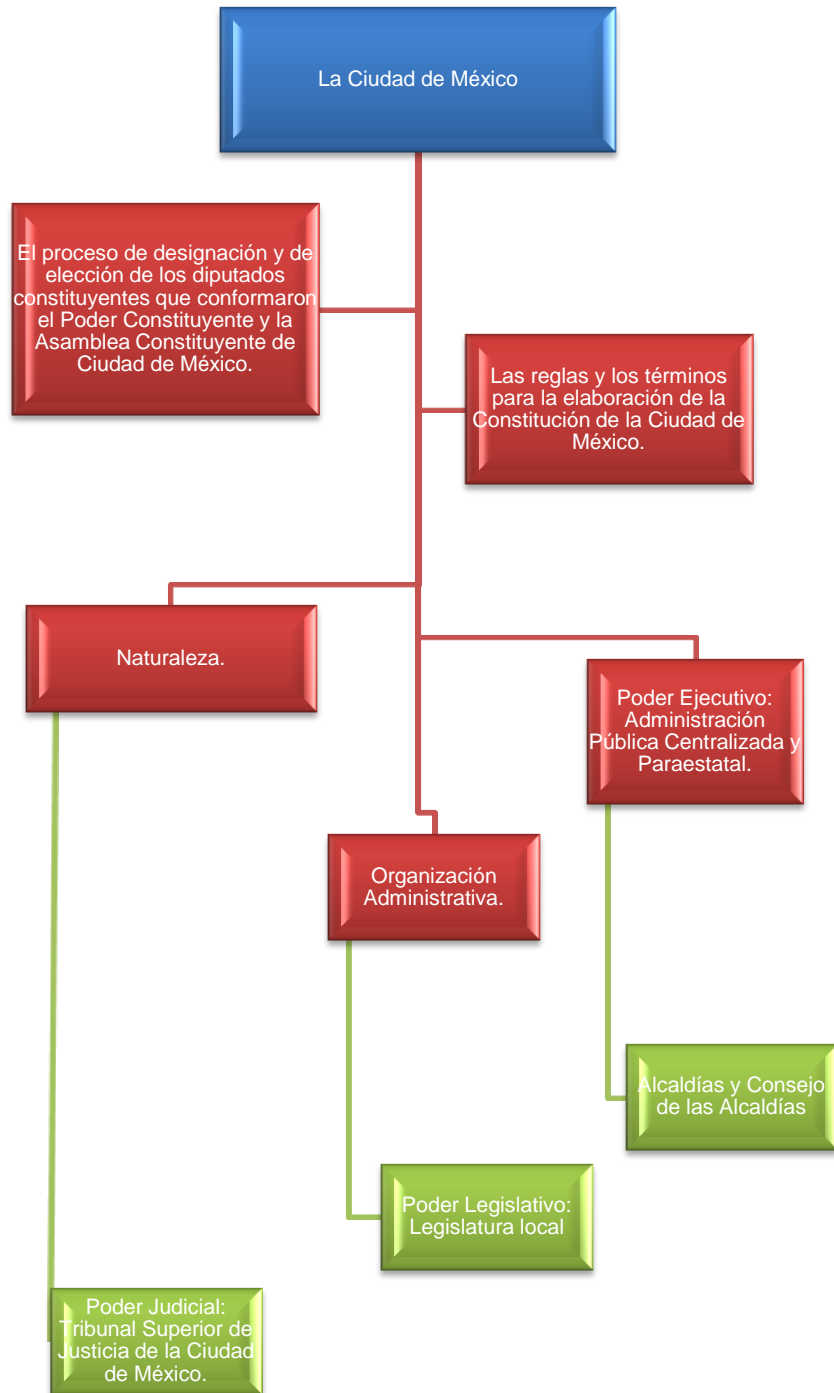 La Ciudad de México
El proceso de designación y de
elección de los diputados
constituyentes que conformaron
el Poder Constituyente y la
Asamblea Constituyente de
Ciudad de México.
Las reglas y los términos
para la elaboración de la
Constitución de la Ciudad de
México.
Naturaleza.
Poder Ejecutivo:
Administración
Pública Centralizada y
Paraestatal.
Organización
Administrativa.
Alcaldías y Consejo
de las Alcaldías
Poder Legislativo:
Legislatura local
Poder Judicial:
Tribunal Superior de
Justicia de la Ciudad
de México.